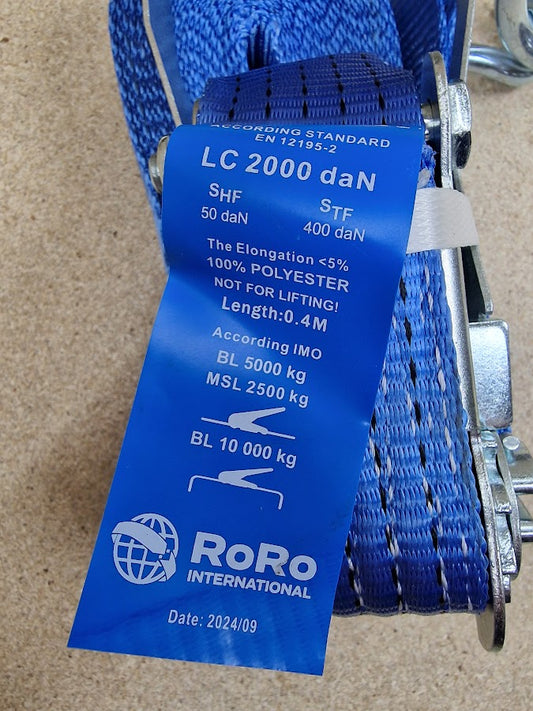 ACCORDING STANDARD
EN 12195-2
LC 2000 daN
SHF
50 daN
STF
400 daN
The Elongation <5%
100% POLYESTER
NOT FOR LIFTING!
Length:0.4M
According IMO
BL 5000 kg
MSL 2500 kg
BL 10 000 kg
RoRo
INTERNATIONAL
Date: 2024/09